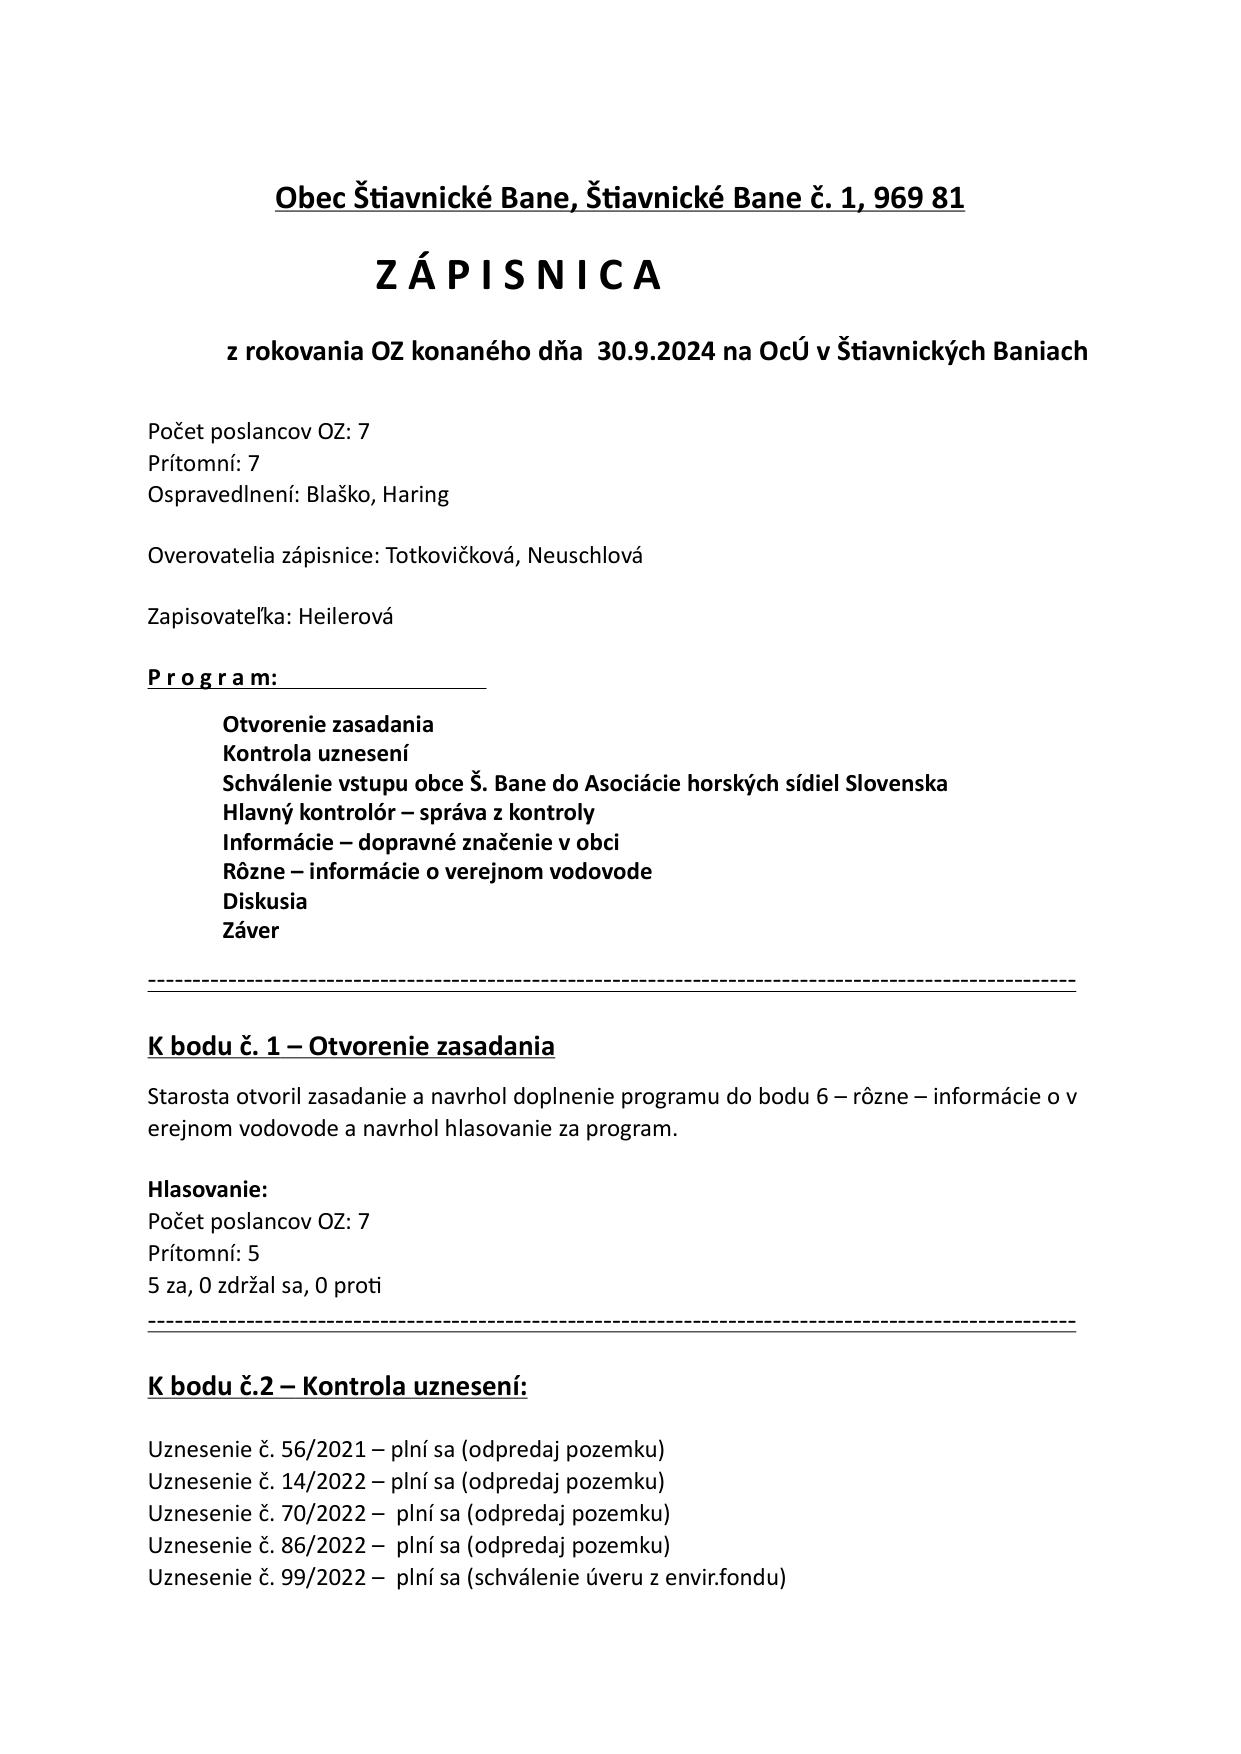 Obec Štiavnické Bane, Štiavnické Bane č. 1, 969 81
Z Á P I S N I C A
z rokovania OZ konaného dňa  30.9.2024 na OcÚ v Štiavnických Baniach
Počet poslancov OZ: 7
Prítomní: 7
Ospravedlnení: Blaško, Haring
Overovatelia zápisnice: Totkovičková, Neuschlová
Zapisovateľka: Heilerová
P r o g r a m:
Otvorenie zasadania
Kontrola uznesení
Schválenie vstupu obce Š. Bane do Asociácie horských sídiel Slovenska
Hlavný kontrolór – správa z kontroly
Informácie – dopravné značenie v obci
Rôzne – informácie o verejnom vodovode
Diskusia
Záver
--------------------------------------------------------------------------------------------------------
K bodu č. 1 – Otvorenie zasadania
Starosta otvoril zasadanie a navrhol doplnenie programu do bodu 6 – rôzne – informácie o v
erejnom vodovode a navrhol hlasovanie za program.
Hlasovanie:
Počet poslancov OZ: 7
Prítomní: 5
5 za, 0 zdržal sa, 0 proti
--------------------------------------------------------------------------------------------------------
K bodu č.2 – Kontrola uznesení:
Uznesenie č. 56/2021 – plní sa (odpredaj pozemku)
Uznesenie č. 14/2022 – plní sa (odpredaj pozemku)
Uznesenie č. 70/2022 –  plní sa (odpredaj pozemku)
Uznesenie č. 86/2022 –  plní sa (odpredaj pozemku)
Uznesenie č. 99/2022 –  plní sa (schválenie úveru z envir.fondu)